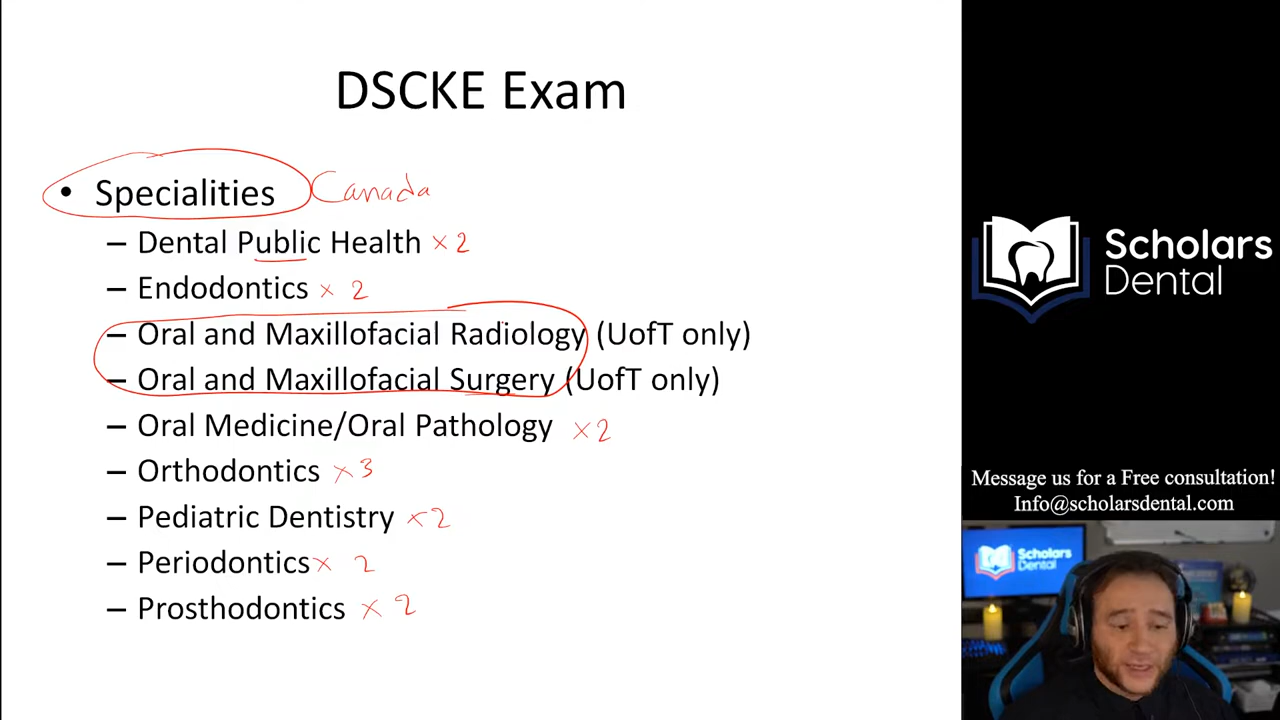 DSCKE Exam
• Specialities Canada
– Dental Public Health × 2
– Endodontics × 2
– Oral and Maxillofacial Radiology (UofT only)
– Oral and Maxillofacial Surgery (UofT only)
– Oral Medicine/Oral Pathology × 2
– Orthodontics × 3
– Pediatric Dentistry × 2
– Periodontics × 2
– Prosthodontics × 2
Scholars
Dental
Message us for a Free consultation!
Info@scholarsdental.com
Scholars
Dental